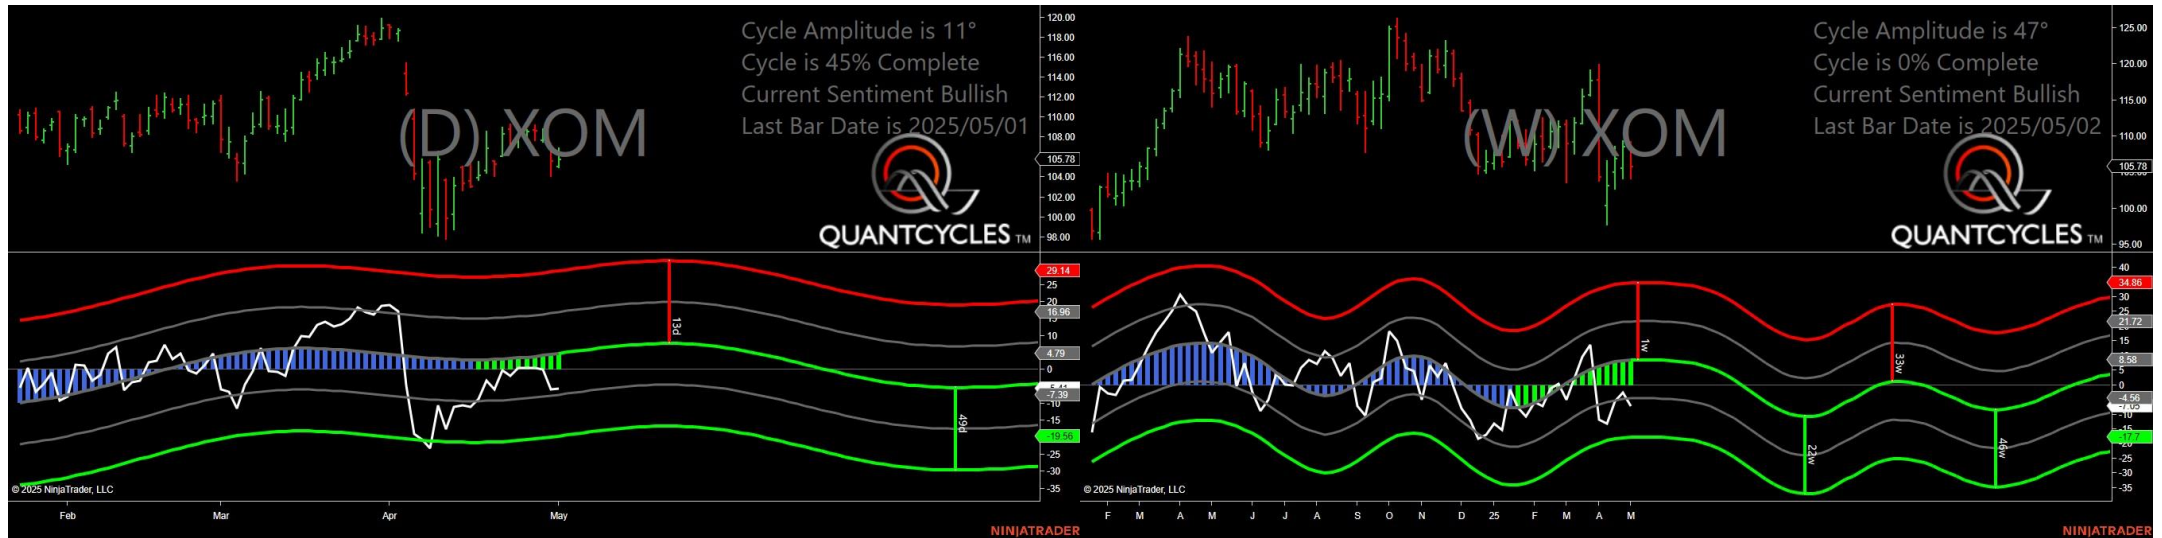 Cycle Amplitude is 11°
Cycle is 45% Complete
Current Sentiment Bullish
Last Bar Date is 2025/05/01
(D) XOM
QUANTCYCLES TM
120.00
118.00
116.00
114.00
112.00
110.00
108.00
105.78
104.00
102.00
100.00
98.00
29.14
25
20
16.96
15
10
4.79
0
-7.39
-10
-15
-19.56
-25
-30
-35
13d
49d
© 2025 NinjaTrader, LLC
Feb
Mar
Apr
May
NINJATRADER
Cycle Amplitude is 47°
Cycle is 0% Complete
Current Sentiment Bullish
Last Bar Date is 2025/05/02
(W) XOM
QUANTCYCLES TM
125.00
120.00
115.00
110.00
105.78
100.00
95.00
40
34.86
30
25
21.72
15
10
8.58
5
0
-4.56
-7.05
-10
-17.7
-25
-30
-35
1w
33w
22w
46w
© 2025 NinjaTrader, LLC
F
M
A
M
J
J
A
S
O
N
D
25
F
M
A
M
NINJATRADER